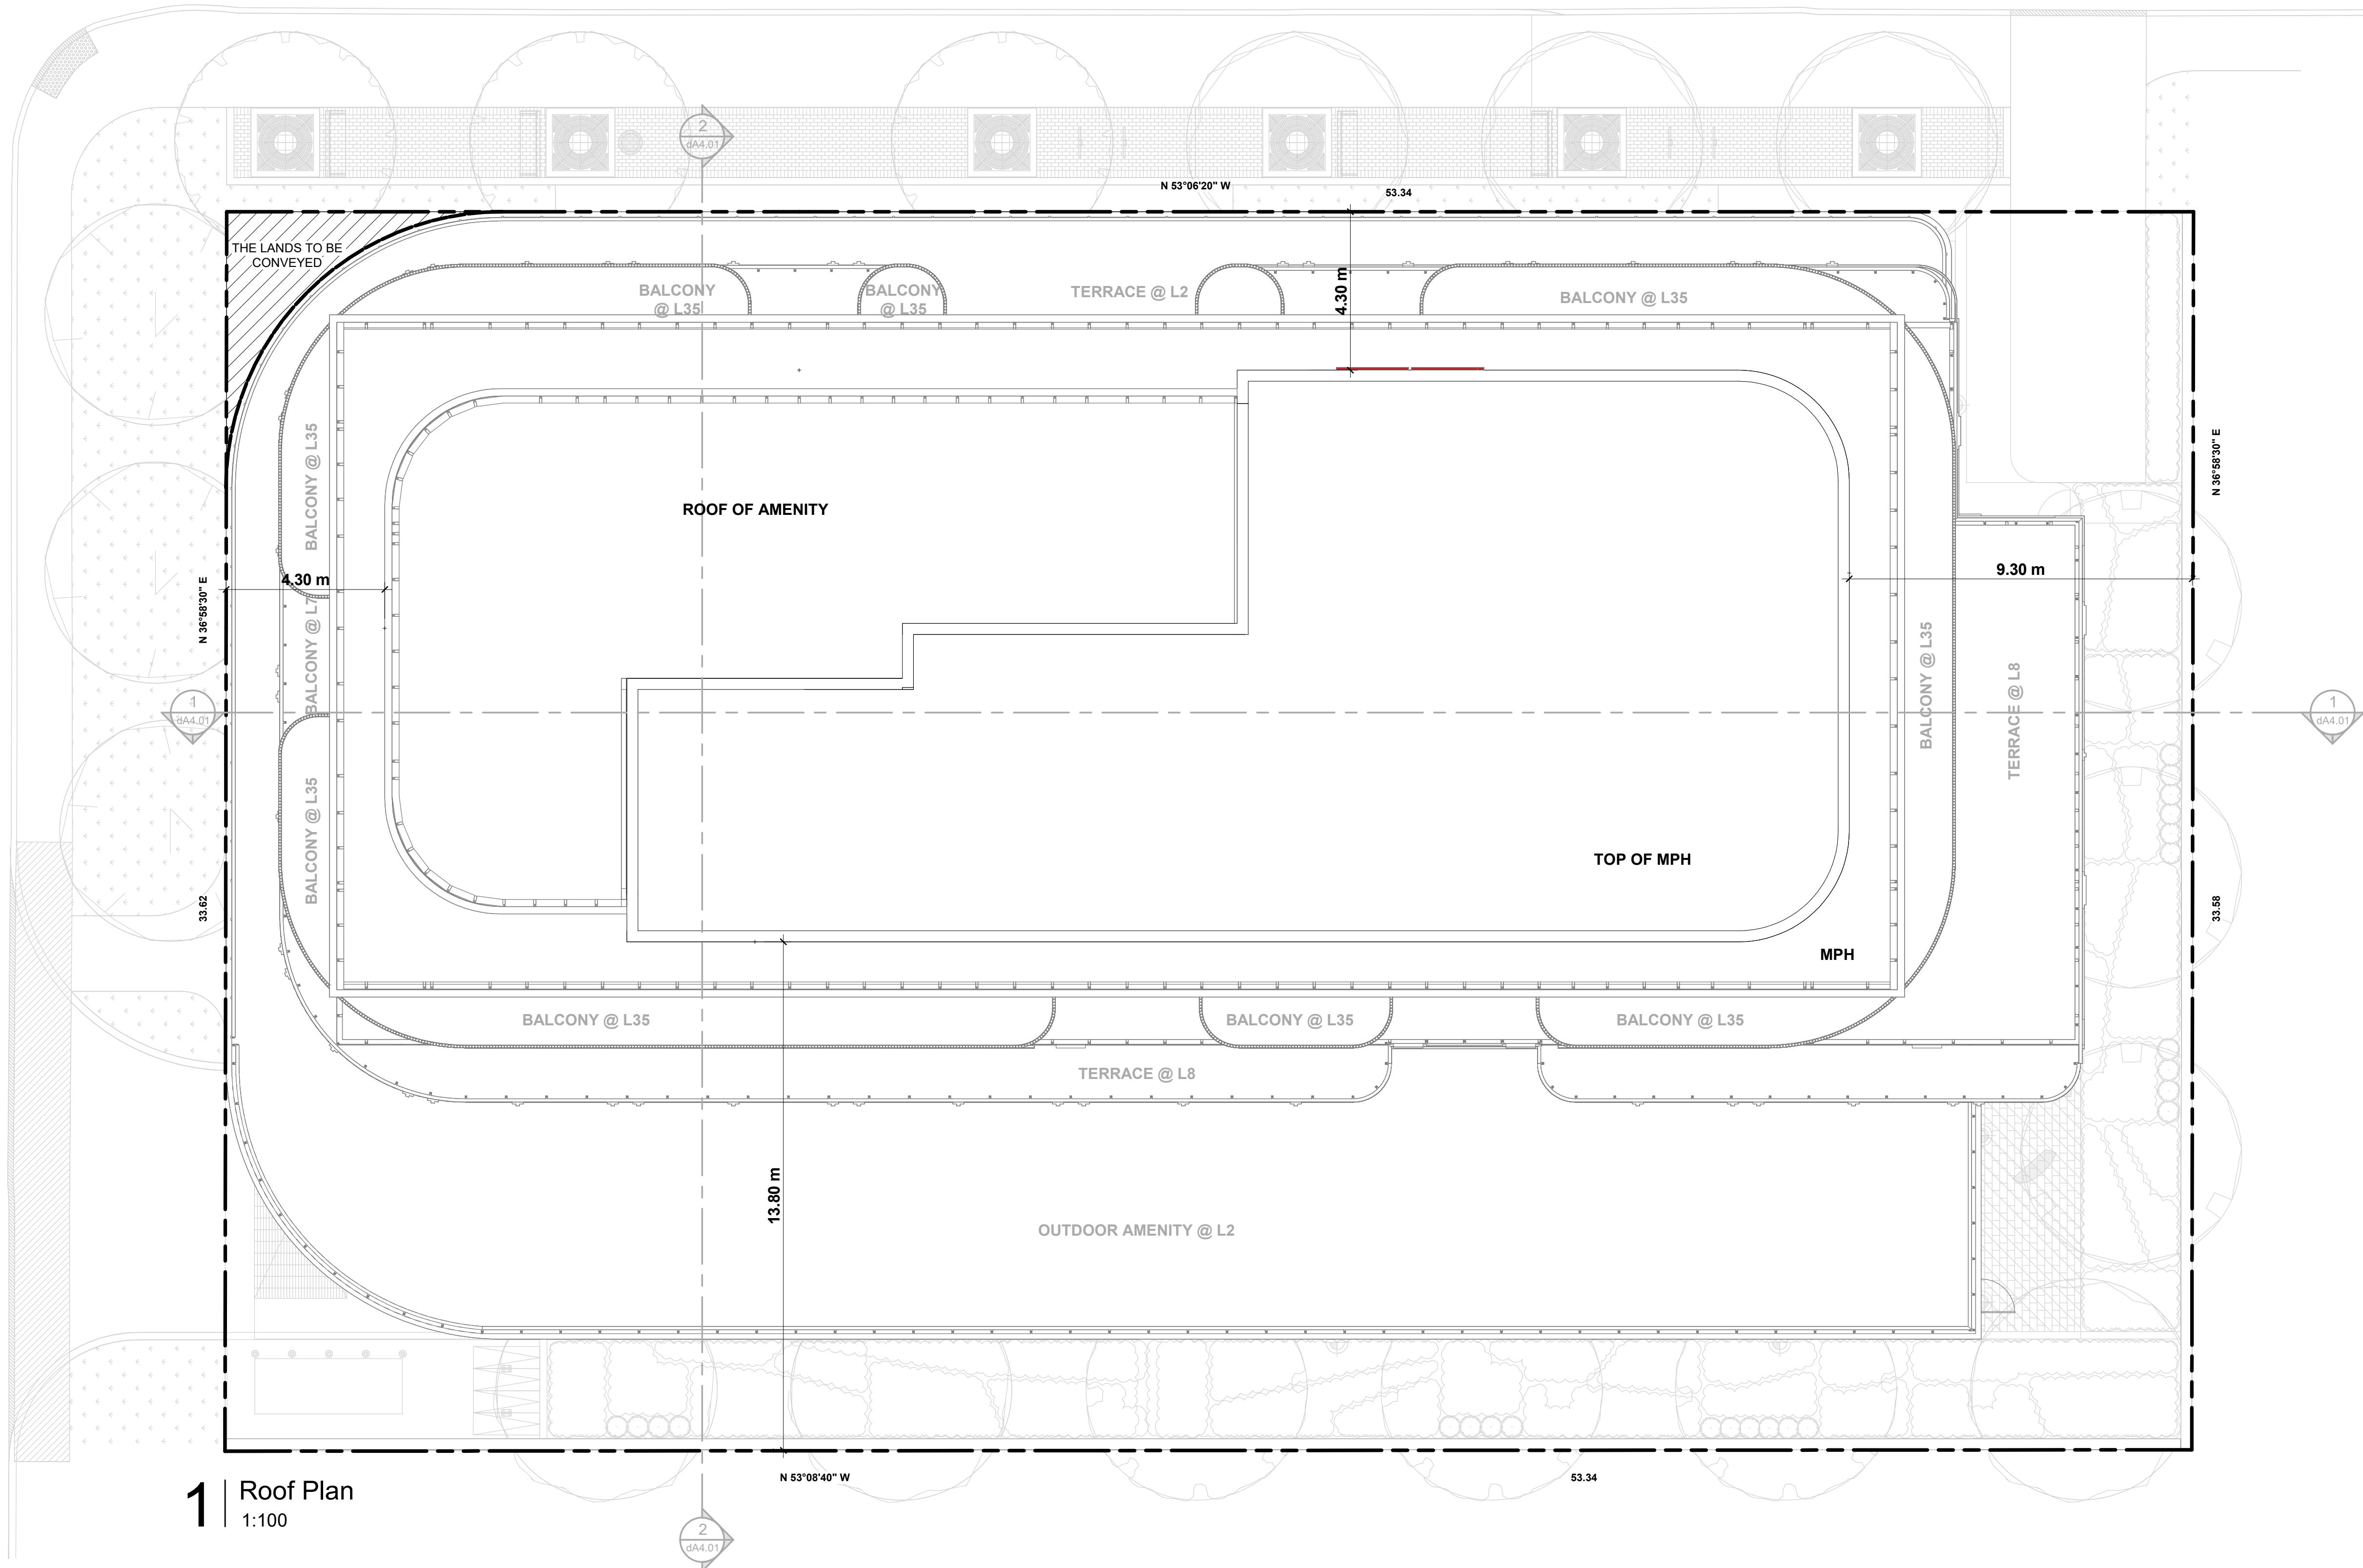 2
dA4.01
N 53°06'20" W
53.34
THE LANDS TO BE
CONVEYED
BALCONY
@ L35
BALCONY
@ L35
TERRACE @ L2
4.30 m
BALCONY @ L35
BALCONY @ L35
ROOF OF AMENITY
N 36°58'30" E
4.30 m
9.30 m
N 36°58'30" E
BALCONY @ L7
BALCONY @ L35
TERRACE @ L8
1
dA4.01
1
dA4.01
BALCONY @ L35
TOP OF MPH
33.62
33.58
MPH
BALCONY @ L35
BALCONY @ L35
BALCONY @ L35
TERRACE @ L8
13.80 m
OUTDOOR AMENITY @ L2
N 53°08'40" W
53.34
1
Roof Plan
1:100
2
dA4.01